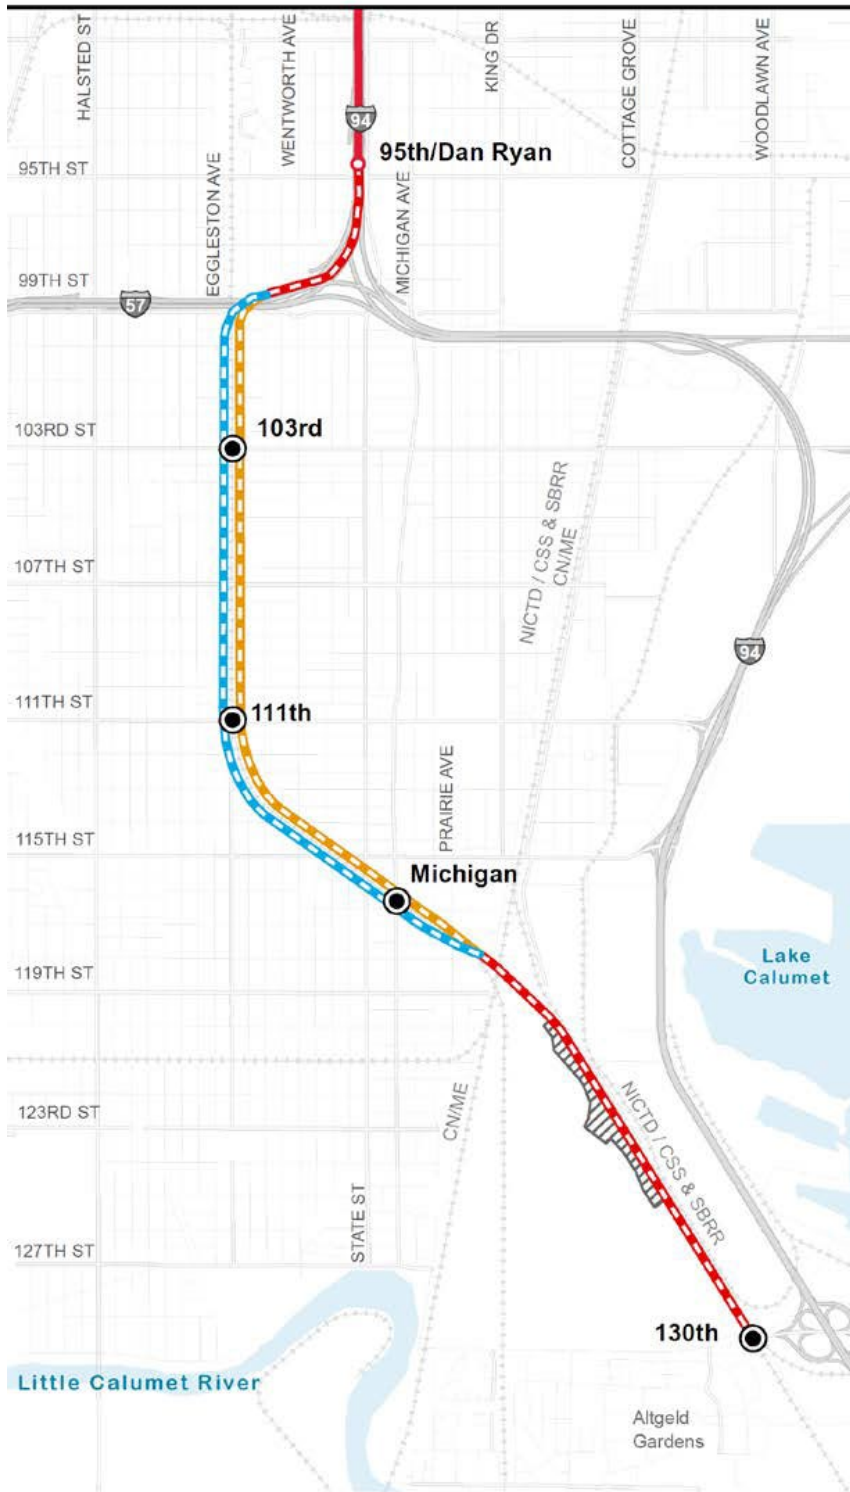 HALSTED ST
WENTWORTH AVE
KING DR
COTTAGE GROVE
WOODLAWN AVE
94
95th/Dan Ryan
95TH ST
EGGLESTON AVE
MICHIGAN AVE
99TH ST
57
103RD ST
103rd
NICTD / CSS & SBRR
CN/ME
107TH ST
94
111TH ST
111th
PRAIRIE AVE
115TH ST
Michigan
Lake
Calumet
119TH ST
123RD ST
CN/ME
NICTD / CSS & SBRR
STATE ST
127TH ST
130th
Little Calumet River
Altgeld
Gardens